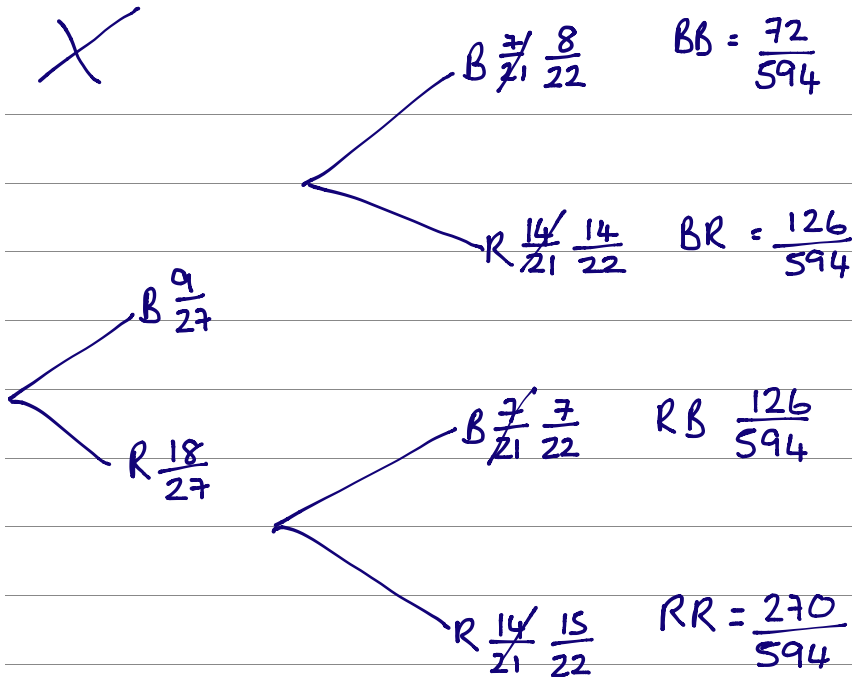 X
B 7/21 8/22 BB = 72/594
R 14/21 14/22 BR = 126/594
B 9/27
B 7/21 7/22 RB 126/594
R 18/27
R 14/21 15/22 RR = 270/594